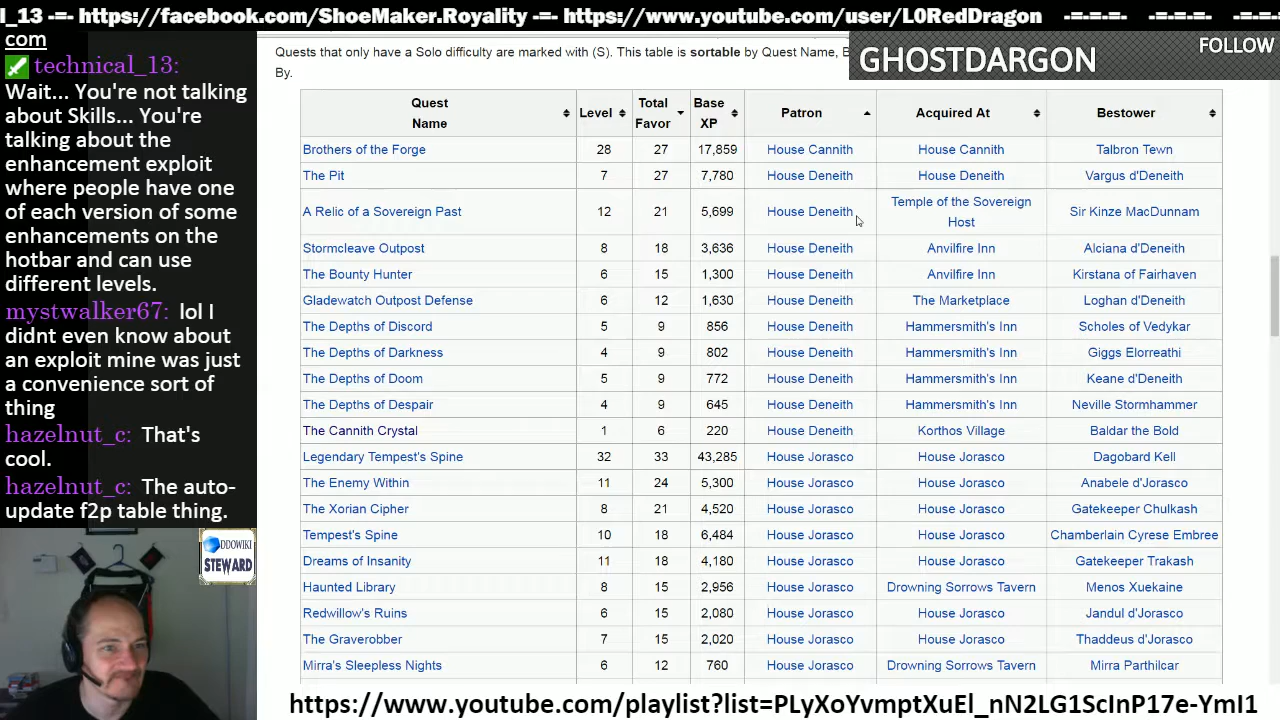 I_13 -=- https://facebook.com/ShoeMaker.Royality -=- https://www.youtube.com/user/L0RedDragon -=-=-=- -=-=-=- -=-=
com
technical_13:
Wait... You're not talking
about Skills... You're
talking about the
enhancement exploit
where people have one
of each version of some
enhancements on the
hotbar and can use
different levels.
mystwalker67: lol I
didnt even know about
an exploit mine was just
a convenience sort of
thing
hazelnut_c: That's
cool.
hazelnut_c: The auto-
update f2p table thing.
DDOWIKI
STEWARD
Quests that only have a Solo difficulty are marked with (S). This table is sortable by Quest Name, B
By.
GHOSTDARGON FOLLOW
Quest Name Level Total Favor Base XP Patron Acquired At Bestower
Brothers of the Forge 28 27 17,859 House Cannith House Cannith Talbron Tewn
The Pit 7 27 7,780 House Deneith House Deneith Vargus d'Deneith
A Relic of a Sovereign Past 12 21 5,699 House Deneith Temple of the Sovereign Host Sir Kinze MacDunnam
Stormcleave Outpost 8 18 3,636 House Deneith Anvilfire Inn Alciana d'Deneith
The Bounty Hunter 6 15 1,300 House Deneith Anvilfire Inn Kirstana of Fairhaven
Gladewatch Outpost Defense 6 12 1,630 House Deneith The Marketplace Loghan d'Deneith
The Depths of Discord 5 9 856 House Deneith Hammersmith's Inn Scholes of Vedykar
The Depths of Darkness 4 9 802 House Deneith Hammersmith's Inn Giggs Elorreathi
The Depths of Doom 5 9 772 House Deneith Hammersmith's Inn Keane d'Deneith
The Depths of Despair 4 9 645 House Deneith Hammersmith's Inn Neville Stormhammer
The Cannith Crystal 1 6 220 House Deneith Korthos Village Baldar the Bold
Legendary Tempest's Spine 32 33 43,285 House Jorasco House Jorasco Dagobard Kell
The Enemy Within 11 24 5,300 House Jorasco House Jorasco Anabele d'Jorasco
The Xorian Cipher 8 21 4,520 House Jorasco House Jorasco Gatekeeper Chulkash
Tempest's Spine 10 18 6,484 House Jorasco House Jorasco Chamberlain Cyrese Embree
Dreams of Insanity 11 18 4,180 House Jorasco House Jorasco Gatekeeper Trakash
Haunted Library 8 15 2,956 House Jorasco Drowning Sorrows Tavern Menos Xuekaine
Redwillow's Ruins 6 15 2,080 House Jorasco House Jorasco Jandul d'Jorasco
The Graverobber 7 15 2,020 House Jorasco House Jorasco Thaddeus d'Jorasco
Mirra's Sleepless Nights 6 12 760 House Jorasco Drowning Sorrows Tavern Mirra Parthilcar
https://www.youtube.com/playlist?list=PLyXoYvmptXuEl_nN2LG1ScInP17e-YmI1